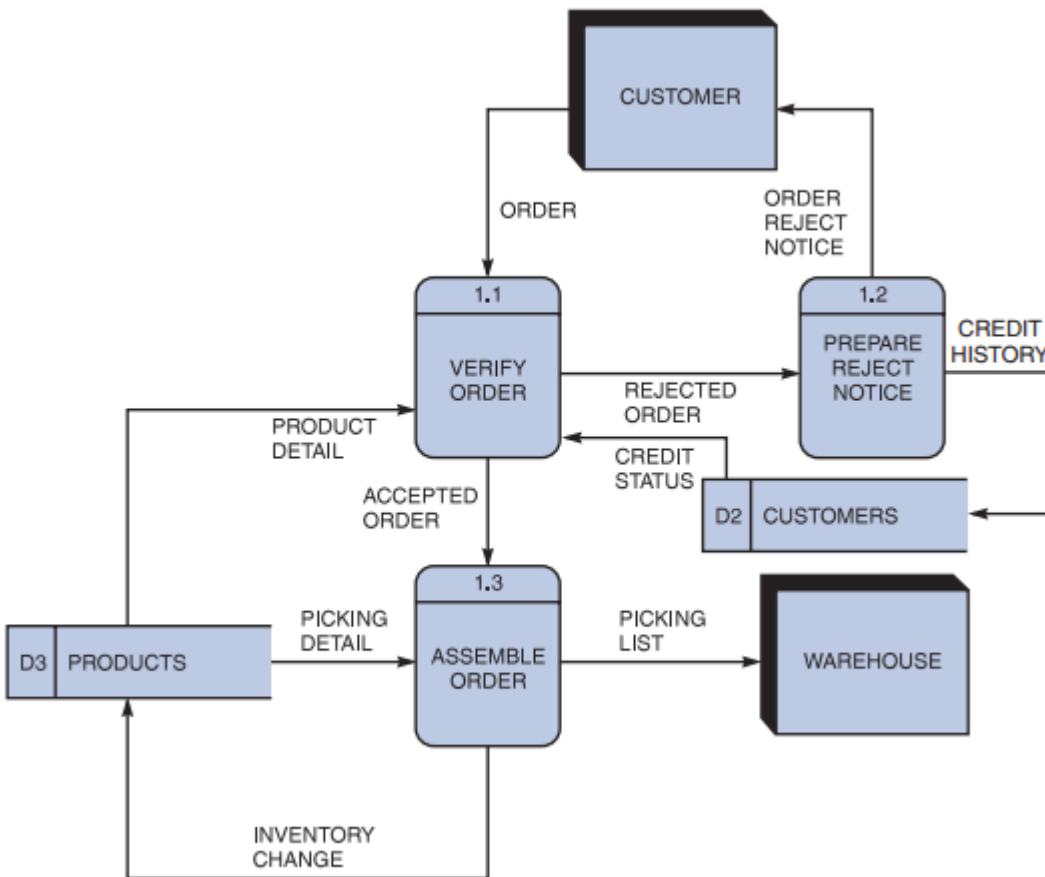 CUSTOMER
ORDER
ORDER
REJECT
NOTICE
1.1
VERIFY
ORDER
1.2
PREPARE
REJECT
NOTICE
CREDIT
HISTORY
REJECTED
ORDER
PRODUCT
DETAIL
CREDIT
STATUS
ACCEPTED
ORDER
D2 CUSTOMERS
1.3
ASSEMBLE
ORDER
PICKING
DETAIL
PICKING
LIST
D3 PRODUCTS
WAREHOUSE
INVENTORY
CHANGE